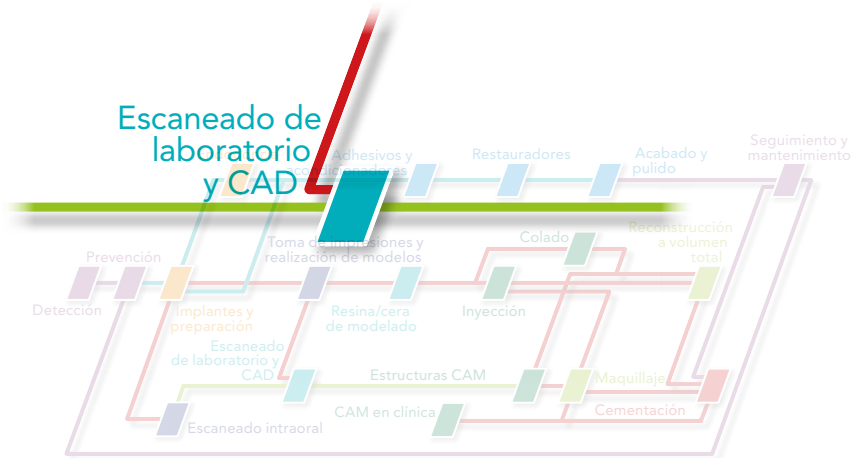 Escaneado de
laboratorio
y CAD
Adhesivos y
acondicionadores
Restauradores
Acabado y
pulido
Seguimiento y
mantenimiento
Prevención
Toma de impresiones y
realización de modelos
Colado
Reconstrucción
a volumen
total
Detección
Implantes y
preparación
Resina/cera
de modelado
Inyección
Escaneado
de laboratorio y
CAD
Estructuras CAM
Maquillaje
CAM en clínica
Cementación
Escaneado intraoral